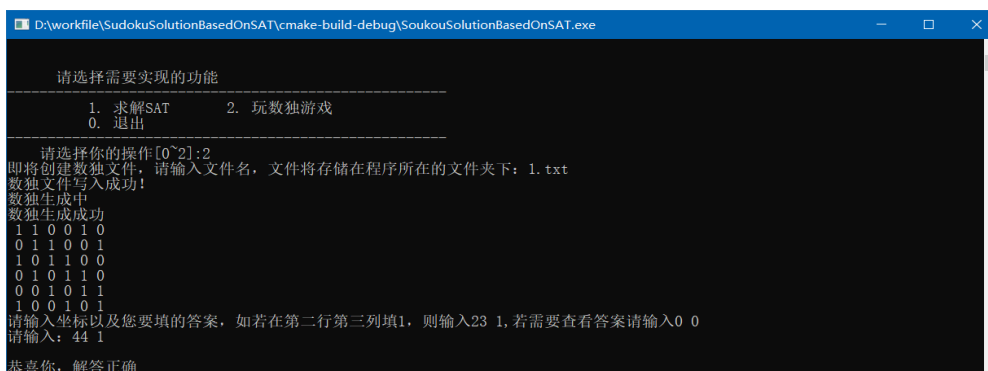 D:\workfile\SudokuSolutionBasedOnSAT\cmake-build-debug\SoukouSolutionBasedOnSAT.exe
请选择需要实现的功能
1. 求解SAT 2. 玩数独游戏
0. 退出
请选择你的操作[0~2]:2
即将创建数独文件，请输入文件名，文件将存储在程序所在的文件夹下：1.txt
数独文件写入成功！
数独生成中
数独生成成功
1 1 0 0 1 0
0 1 1 0 0 1
1 0 1 1 0 0
0 1 0 1 1 0
0 0 1 0 1 1
1 0 0 1 0 1
请输入坐标以及您要填的答案，如若在第二行第三列填1，则输入23 1,若需要查看答案请输入0 0
请输入：44 1
恭喜你，解答正确